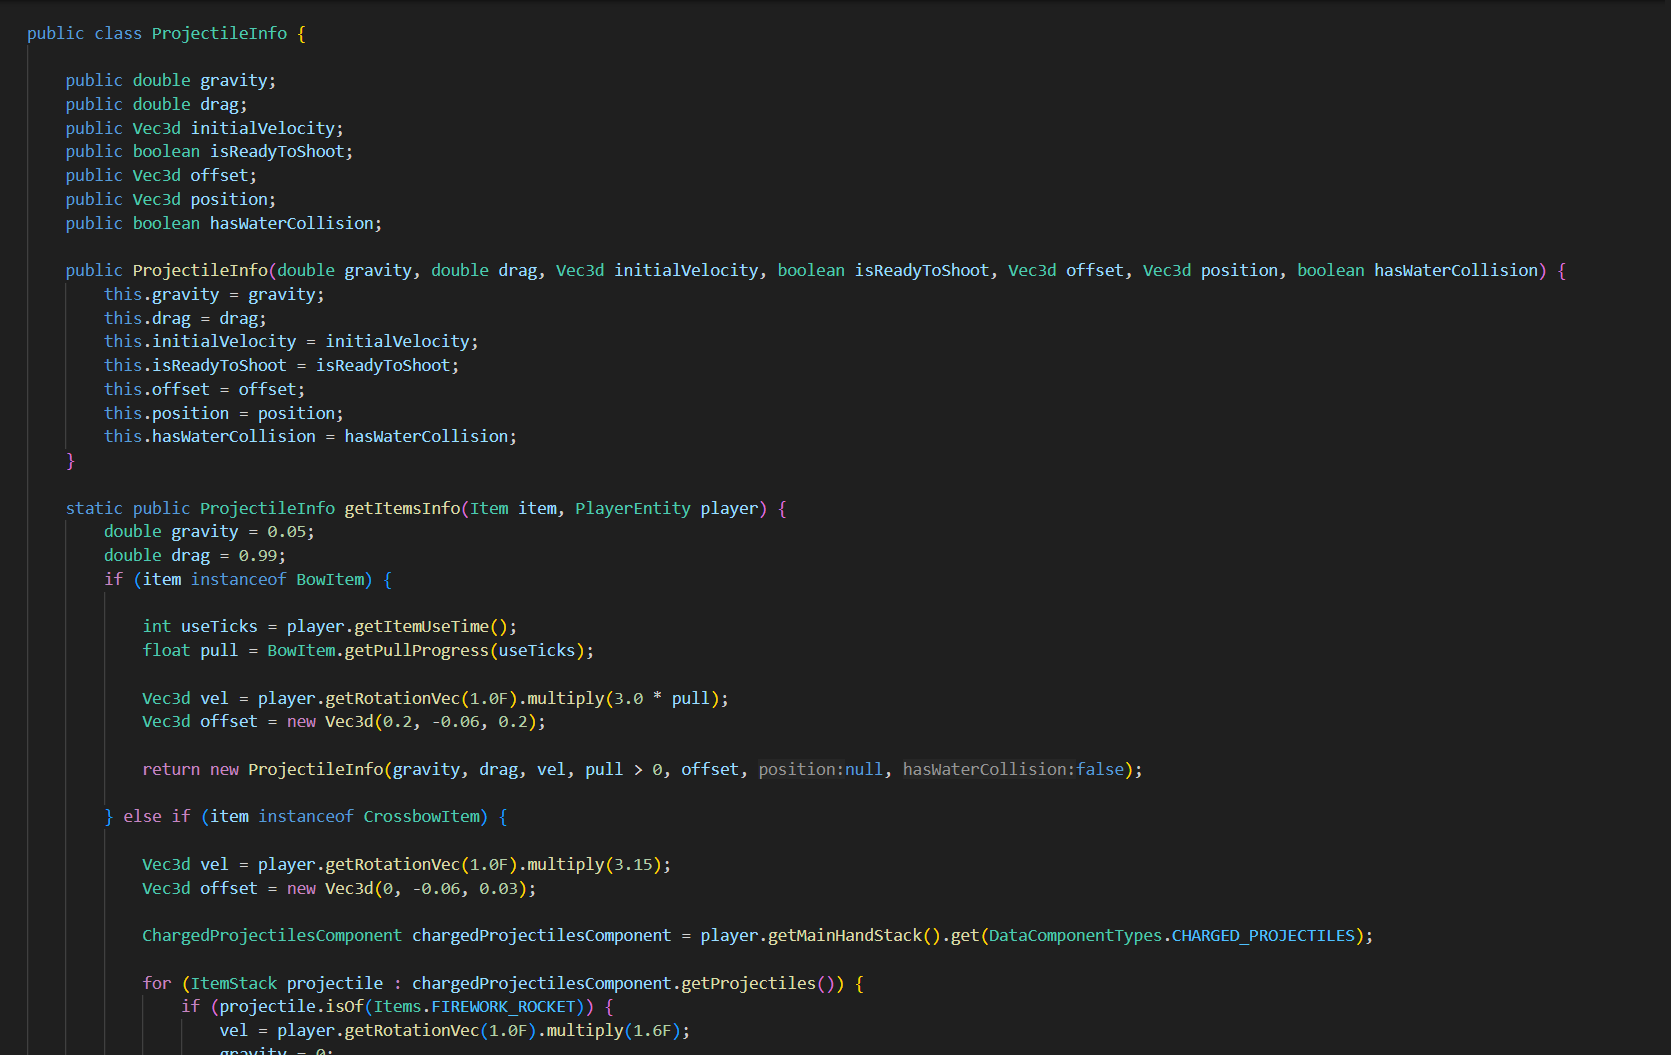 public class ProjectileInfo {
public double gravity;
public double drag;
public Vec3d initialVelocity;
public boolean isReadyToShoot;
public Vec3d offset;
public Vec3d position;
public boolean hasWaterCollision;
public ProjectileInfo(double gravity, double drag, Vec3d initialVelocity, boolean isReadyToShoot, Vec3d offset, Vec3d position, boolean hasWaterCollision) {
this.gravity = gravity;
this.drag = drag;
this.initialVelocity = initialVelocity;
this.isReadyToShoot = isReadyToShoot;
this.offset = offset;
this.position = position;
this.hasWaterCollision = hasWaterCollision;
}
static public ProjectileInfo getItemsInfo(Item item, PlayerEntity player) {
double gravity = 0.05;
double drag = 0.99;
if (item instanceof BowItem) {
int useTicks = player.getItemUseTime();
float pull = BowItem.getPullProgress(useTicks);
Vec3d vel = player.getRotationVec(1.0F).multiply(3.0 * pull);
Vec3d offset = new Vec3d(0.2, -0.06, 0.2);
return new ProjectileInfo(gravity, drag, vel, pull > 0, offset, position:null, hasWaterCollision:false);
} else if (item instanceof CrossbowItem) {
Vec3d vel = player.getRotationVec(1.0F).multiply(3.15);
Vec3d offset = new Vec3d(0, -0.06, 0.03);
ChargedProjectilesComponent chargedProjectilesComponent = player.getMainHandStack().get(DataComponentTypes.CHARGED_PROJECTILES);
for (ItemStack projectile : chargedProjectilesComponent.getProjectiles()) {
if (projectile.isOf(Items.FIREWORK_ROCKET)) {
vel = player.getRotationVec(1.0F).multiply(1.6F);
gravity = 0;